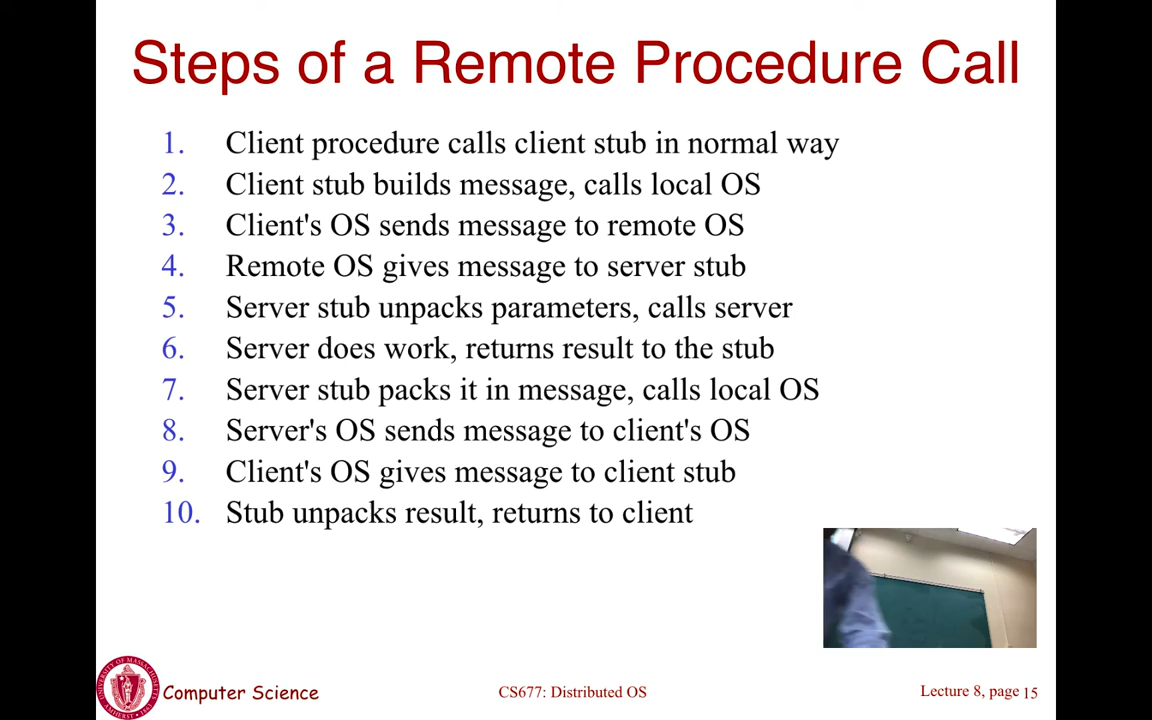 Steps of a Remote Procedure Call
1. Client procedure calls client stub in normal way
2. Client stub builds message, calls local OS
3. Client's OS sends message to remote OS
4. Remote OS gives message to server stub
5. Server stub unpacks parameters, calls server
6. Server does work, returns result to the stub
7. Server stub packs it in message, calls local OS
8. Server's OS sends message to client's OS
9. Client's OS gives message to client stub
10. Stub unpacks result, returns to client
UNIVERSITY OF MASSACHUSETTS
AMHERST 1863
Computer Science
CS677: Distributed OS
Lecture 8, page 15